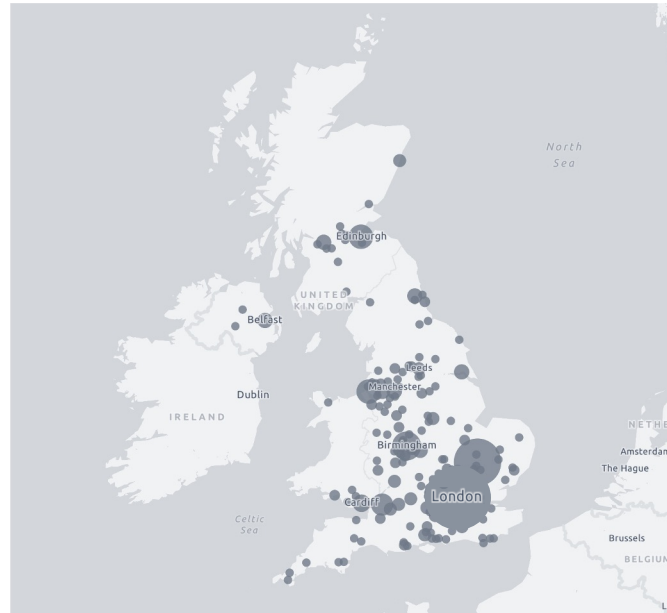 North
Sea
Edinburgh
UNITED
KINGDOM
Belfast
Leeds
Manchester
Dublin
IRELAND
Birmingham
NETHE
Amsterdam
The Hague
London
Cardiff
Celtic
Sea
Brussels
BELGIUM
L